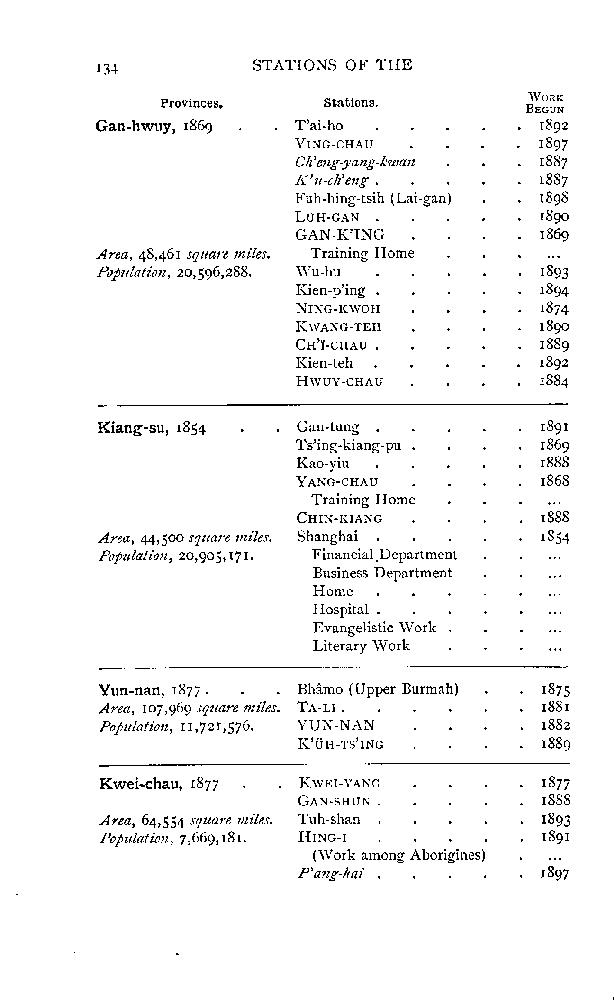 134 STATIONS OF THE
Provinces. Stations. WORK BEGUN
Gan-hwuy, 1869 . . T'ai-ho . . . . . 1892
YING-CHAU . . . . 1897
Ch'eng-yang-kwan . . . 1887
K'u-ch'eng . . . . . 1887
Fuh-hing-tsih (Lai-gan) . . 1898
LUH-GAN . . . . . 1890
GAN-K'ING . . . . 1869
Area, 48,461 square miles. Training Home . . . ...
Population, 20,596,288. Wu-hu . . . . . 1893
Kien-p'ing . . . . . 1894
NING-KWOH . . . . 1874
KWANG-TEH . . . . 1890
CH'Ï-CHAU . . . . . 1889
Kien-teh . . . . . 1892
HWUY-CHAU . . . . 1884
Kiang-su, 1854 . . Gan-tung . . . . . 1891
Ts'ing-kiang-pu . . . . 1869
Kao-yiu . . . . . 1888
YANG-CHAU . . . . 1868
Training Home . . . ...
CHIN-KIANG . . . . 1888
Area, 44,500 square miles. Shanghai . . . . . 1854
Population, 20,905,171. Financial Department . . ...
Business Department . . ...
Home . . . . . ...
Hospital . . . . . ...
Evangelistic Work . . . ...
Literary Work . . . ...
Yun-nan, 1877 . . . Bhâmo (Upper Burmah) . . 1875
Area, 107,969 square miles. TA-LI . . . . . . 1881
Population, 11,721,576. YUN-NAN . . . . 1882
K'ÜH-TS'ING . . . . 1889
Kwei-chau, 1877 . . KWEI-YANG . . . . 1877
GAN-SHUN . . . . . 1888
Area, 64,554 square miles. Tuh-shan . . . . . 1893
Population, 7,669,181. HING-I . . . . . 1891
(Work among Aborigines) . ...
P'ang-hai . . . . . 1897